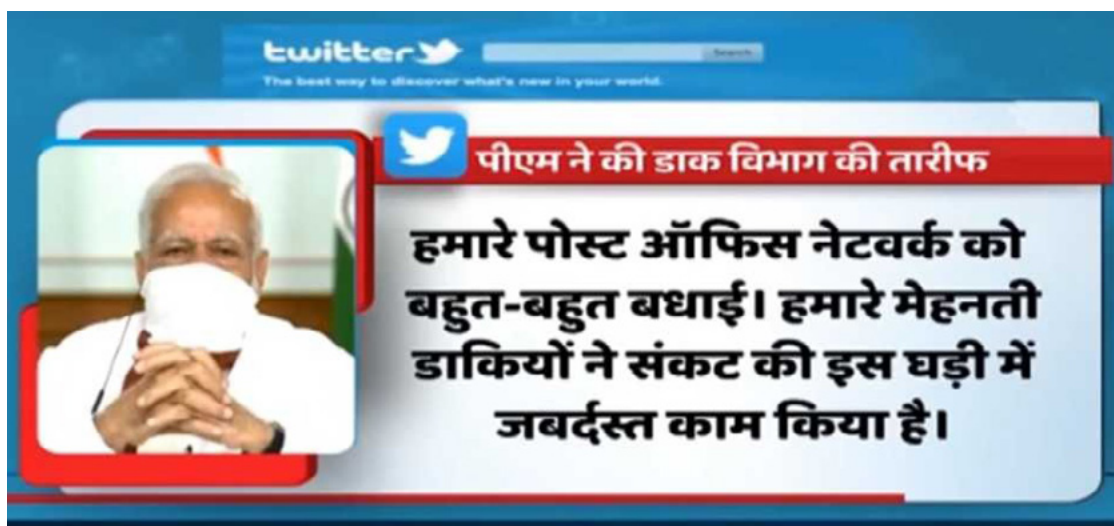 twitter
Search
The best way to discover what's new in your world.
पीएम ने की डाक विभाग की तारीफ
हमारे पोस्ट ऑफिस नेटवर्क को
बहुत-बहुत बधाई। हमारे मेहनती
डाकियों ने संकट की इस घड़ी में
जबर्दस्त काम किया है।